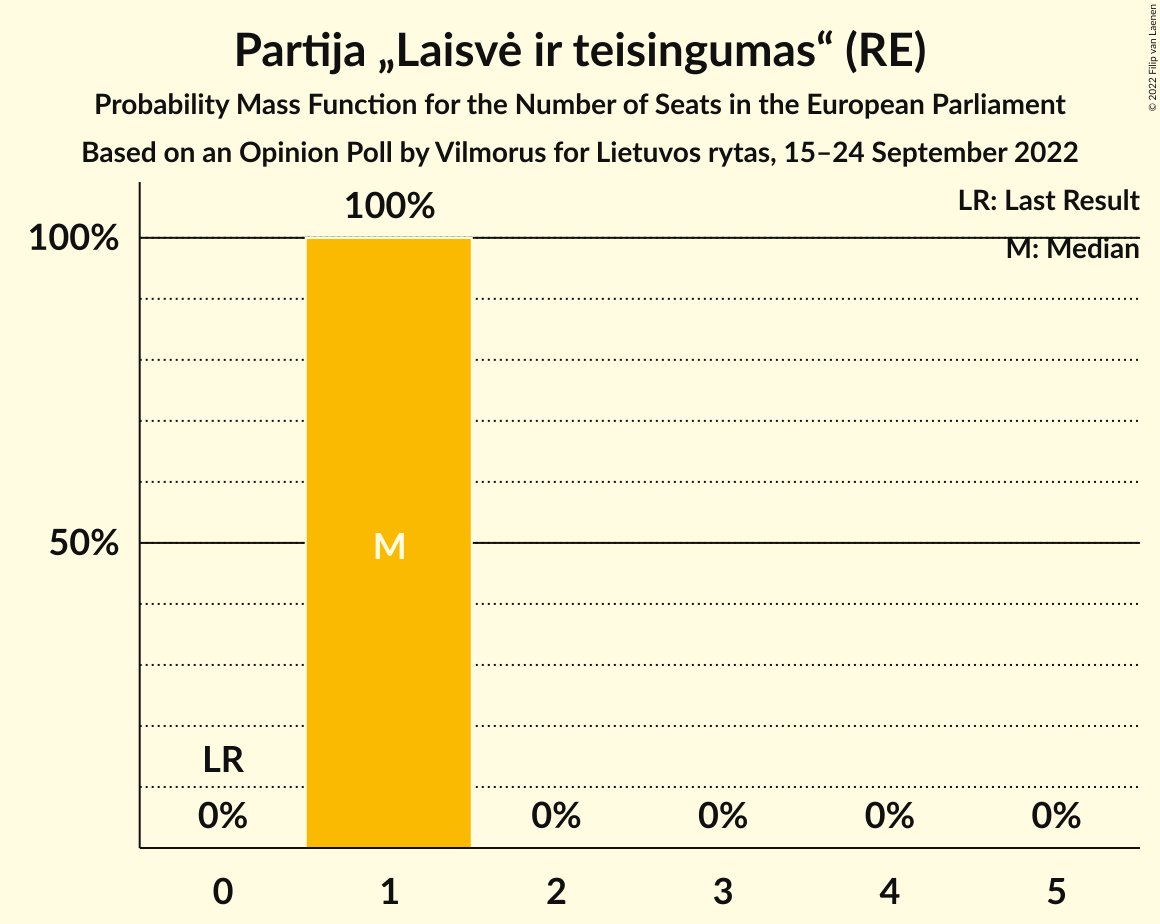 Partija „Laisvė ir teisingumas“ (RE)
Probability Mass Function for the Number of Seats in the European Parliament
Based on an Opinion Poll by Vilmorus for Lietuvos rytas, 15–24 September 2022
© 2022 Filip van Laenen
LR: Last Result
M: Median
100%
100%
50%
M
LR
0%
0%
0%
0%
0%
0
1
2
3
4
5